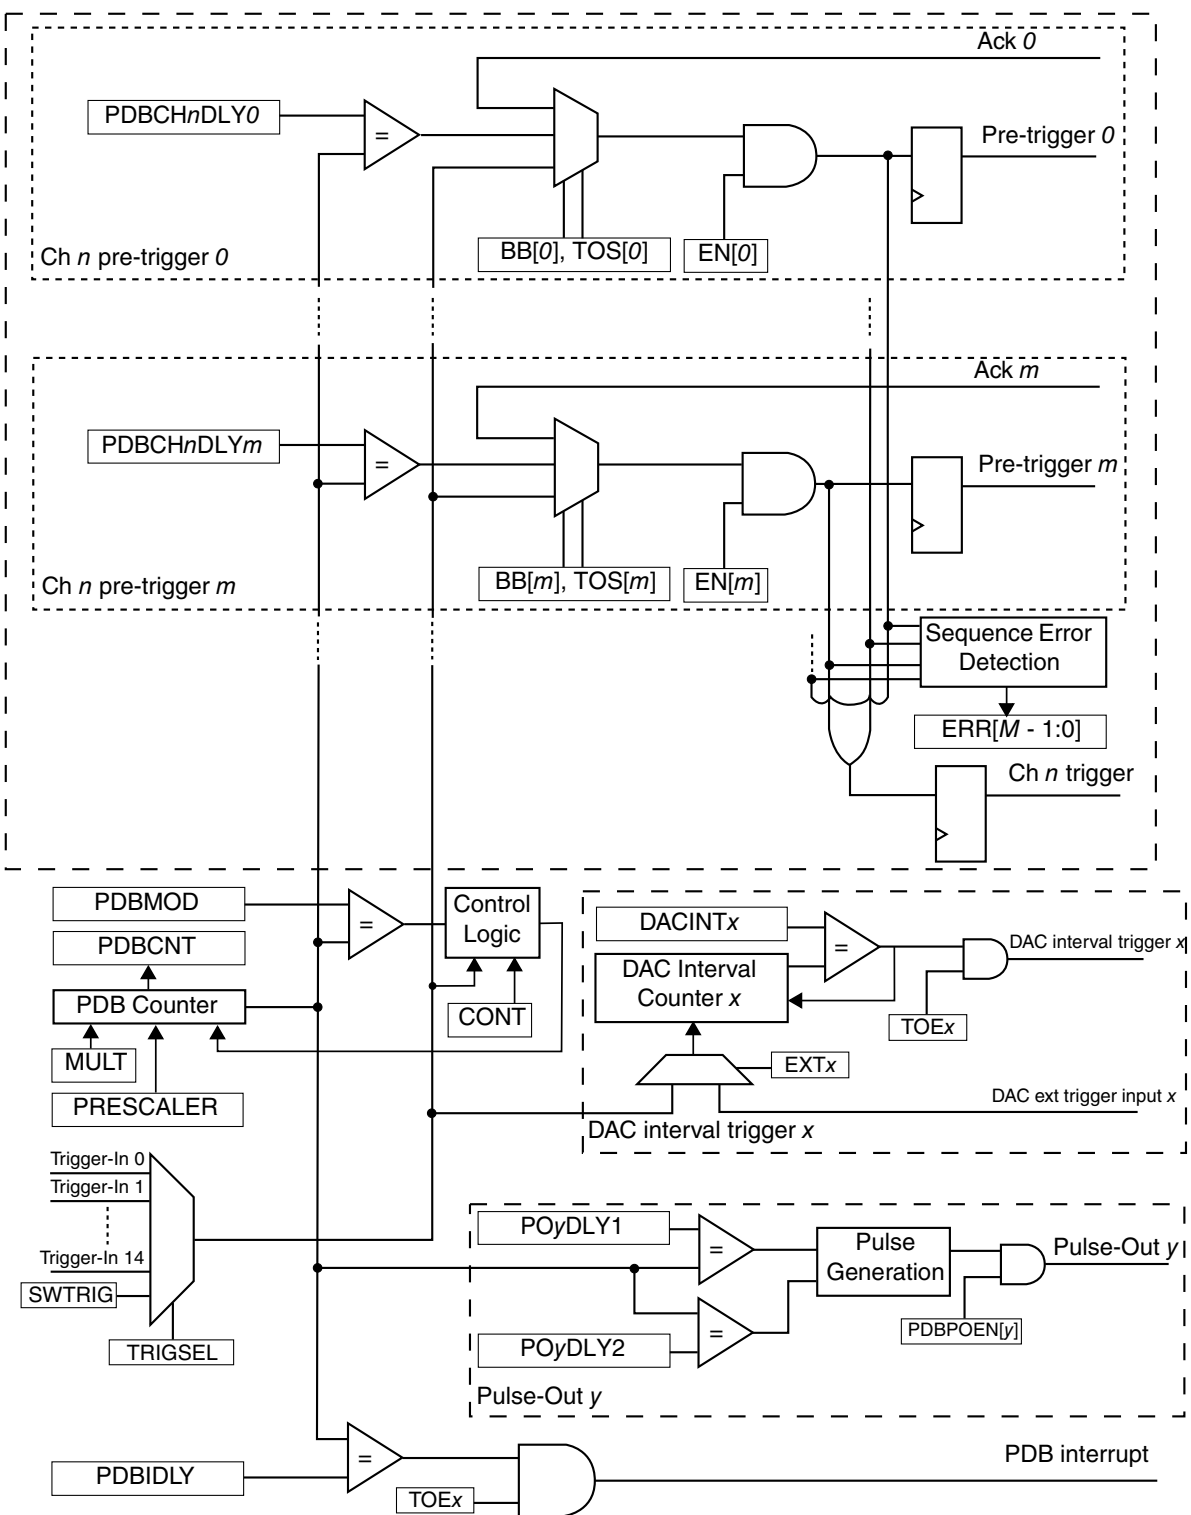 Ack 0
PDBCHnDLY0
=
Pre-trigger 0
BB[0], TOS[0]
EN[0]
Ch n pre-trigger 0
Ack m
PDBCHnDLYm
=
Pre-trigger m
BB[m], TOS[m]
EN[m]
Ch n pre-trigger m
Sequence Error
Detection
ERR[M - 1:0]
Ch n trigger
PDBMOD
=
Control
Logic
PDBCNT
PDB Counter
CONT
MULT
PRESCALER
DACINTx
=
DAC interval trigger x
DAC Interval
Counter x
TOEx
EXTx
DAC ext trigger input x
DAC interval trigger x
Trigger-In 0
Trigger-In 1
Trigger-In 14
SWTRIG
TRIGSEL
POyDLY1
=
Pulse
Generation
Pulse-Out y
PDBPOEN[y]
=
POyDLY2
Pulse-Out y
PDB interrupt
=
PDBIDLY
TOEx